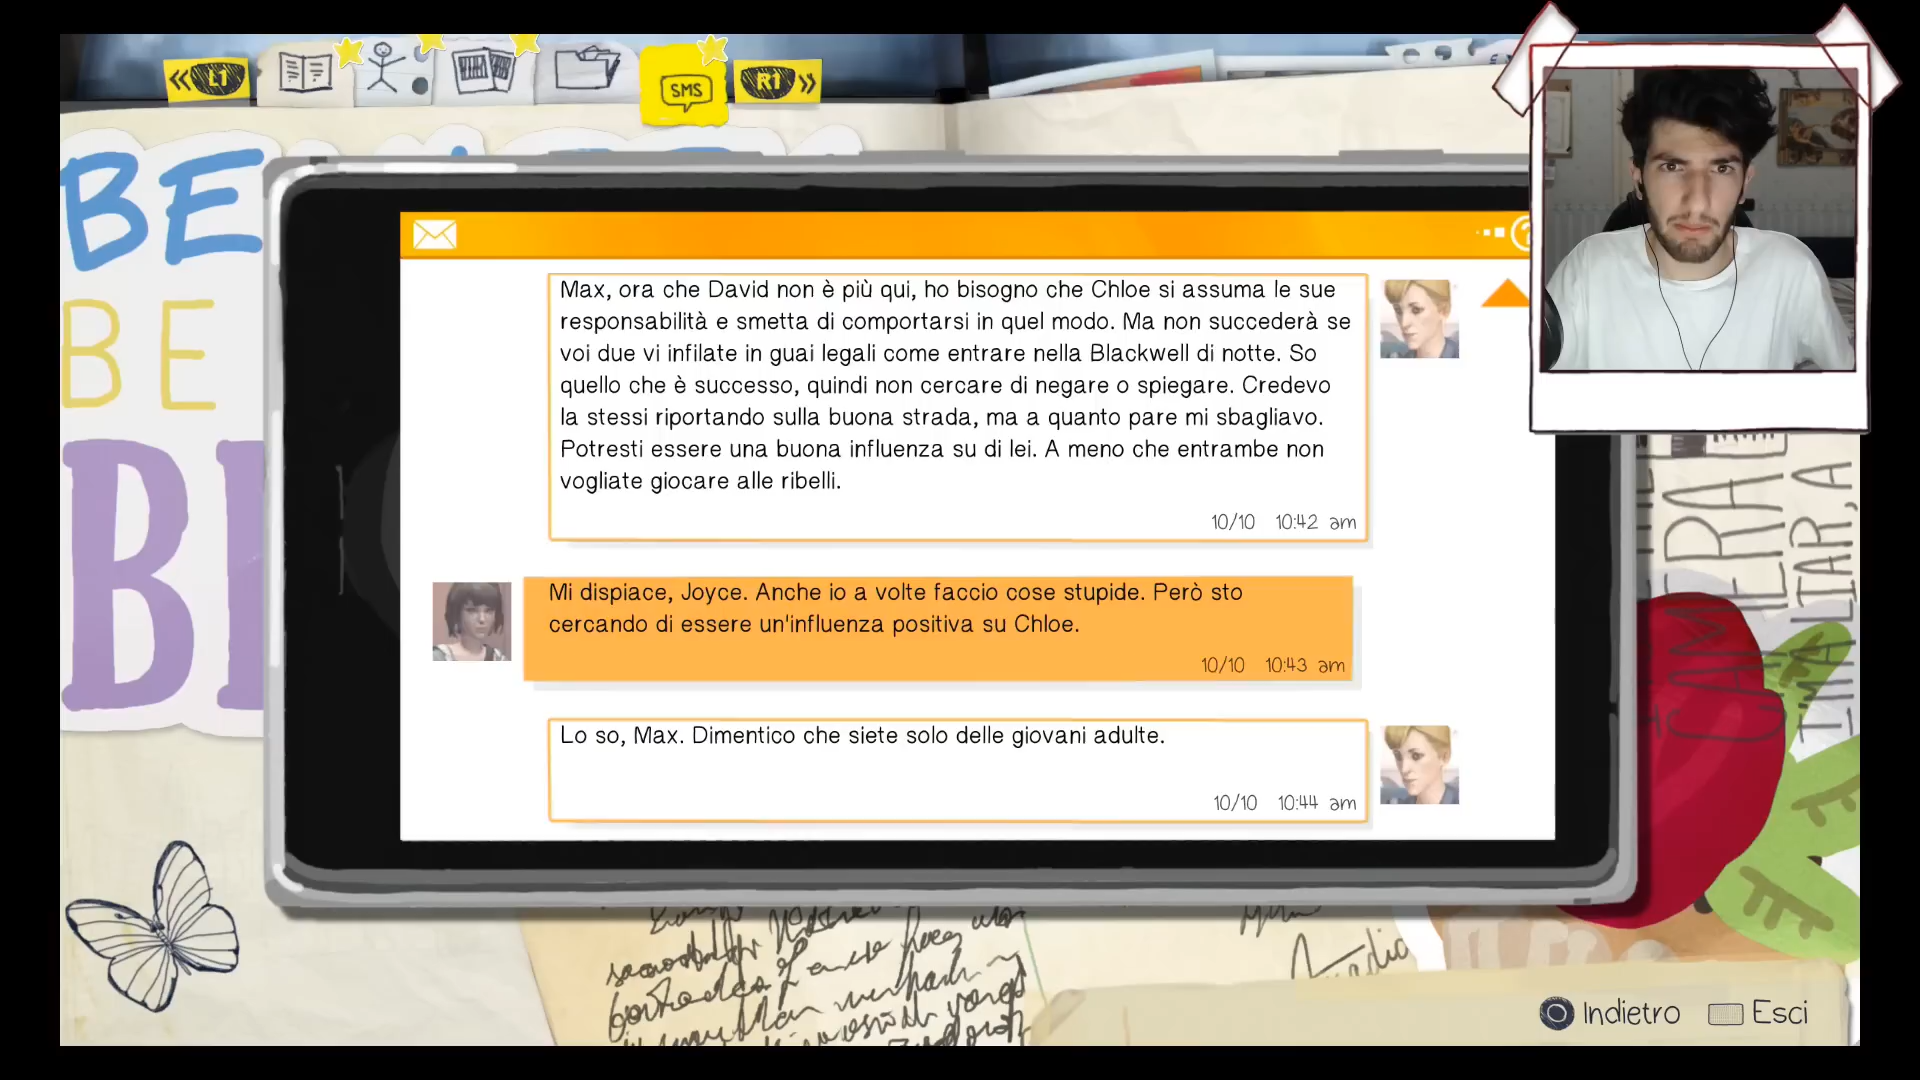 L1
SMS
R1
BE
BE
Max, ora che David non è più qui, ho bisogno che Chloe si assuma le sue
responsabilità e smetta di comportarsi in quel modo. Ma non succederà se
voi due vi infilate in guai legali come entrare nella Blackwell di notte. So
quello che è successo, quindi non cercare di negare o spiegare. Credevo
la stessi riportando sulla buona strada, ma a quanto pare mi sbagliavo.
Potresti essere una buona influenza su di lei. A meno che entrambe non
vogliate giocare alle ribelli.
10/10 10:42 am
Mi dispiace, Joyce. Anche io a volte faccio cose stupide. Però sto
cercando di essere un'influenza positiva su Chloe.
10/10 10:43 am
Lo so, Max. Dimentico che siete solo delle giovani adulte.
10/10 10:44 am
CAMERA
Indietro
Esci